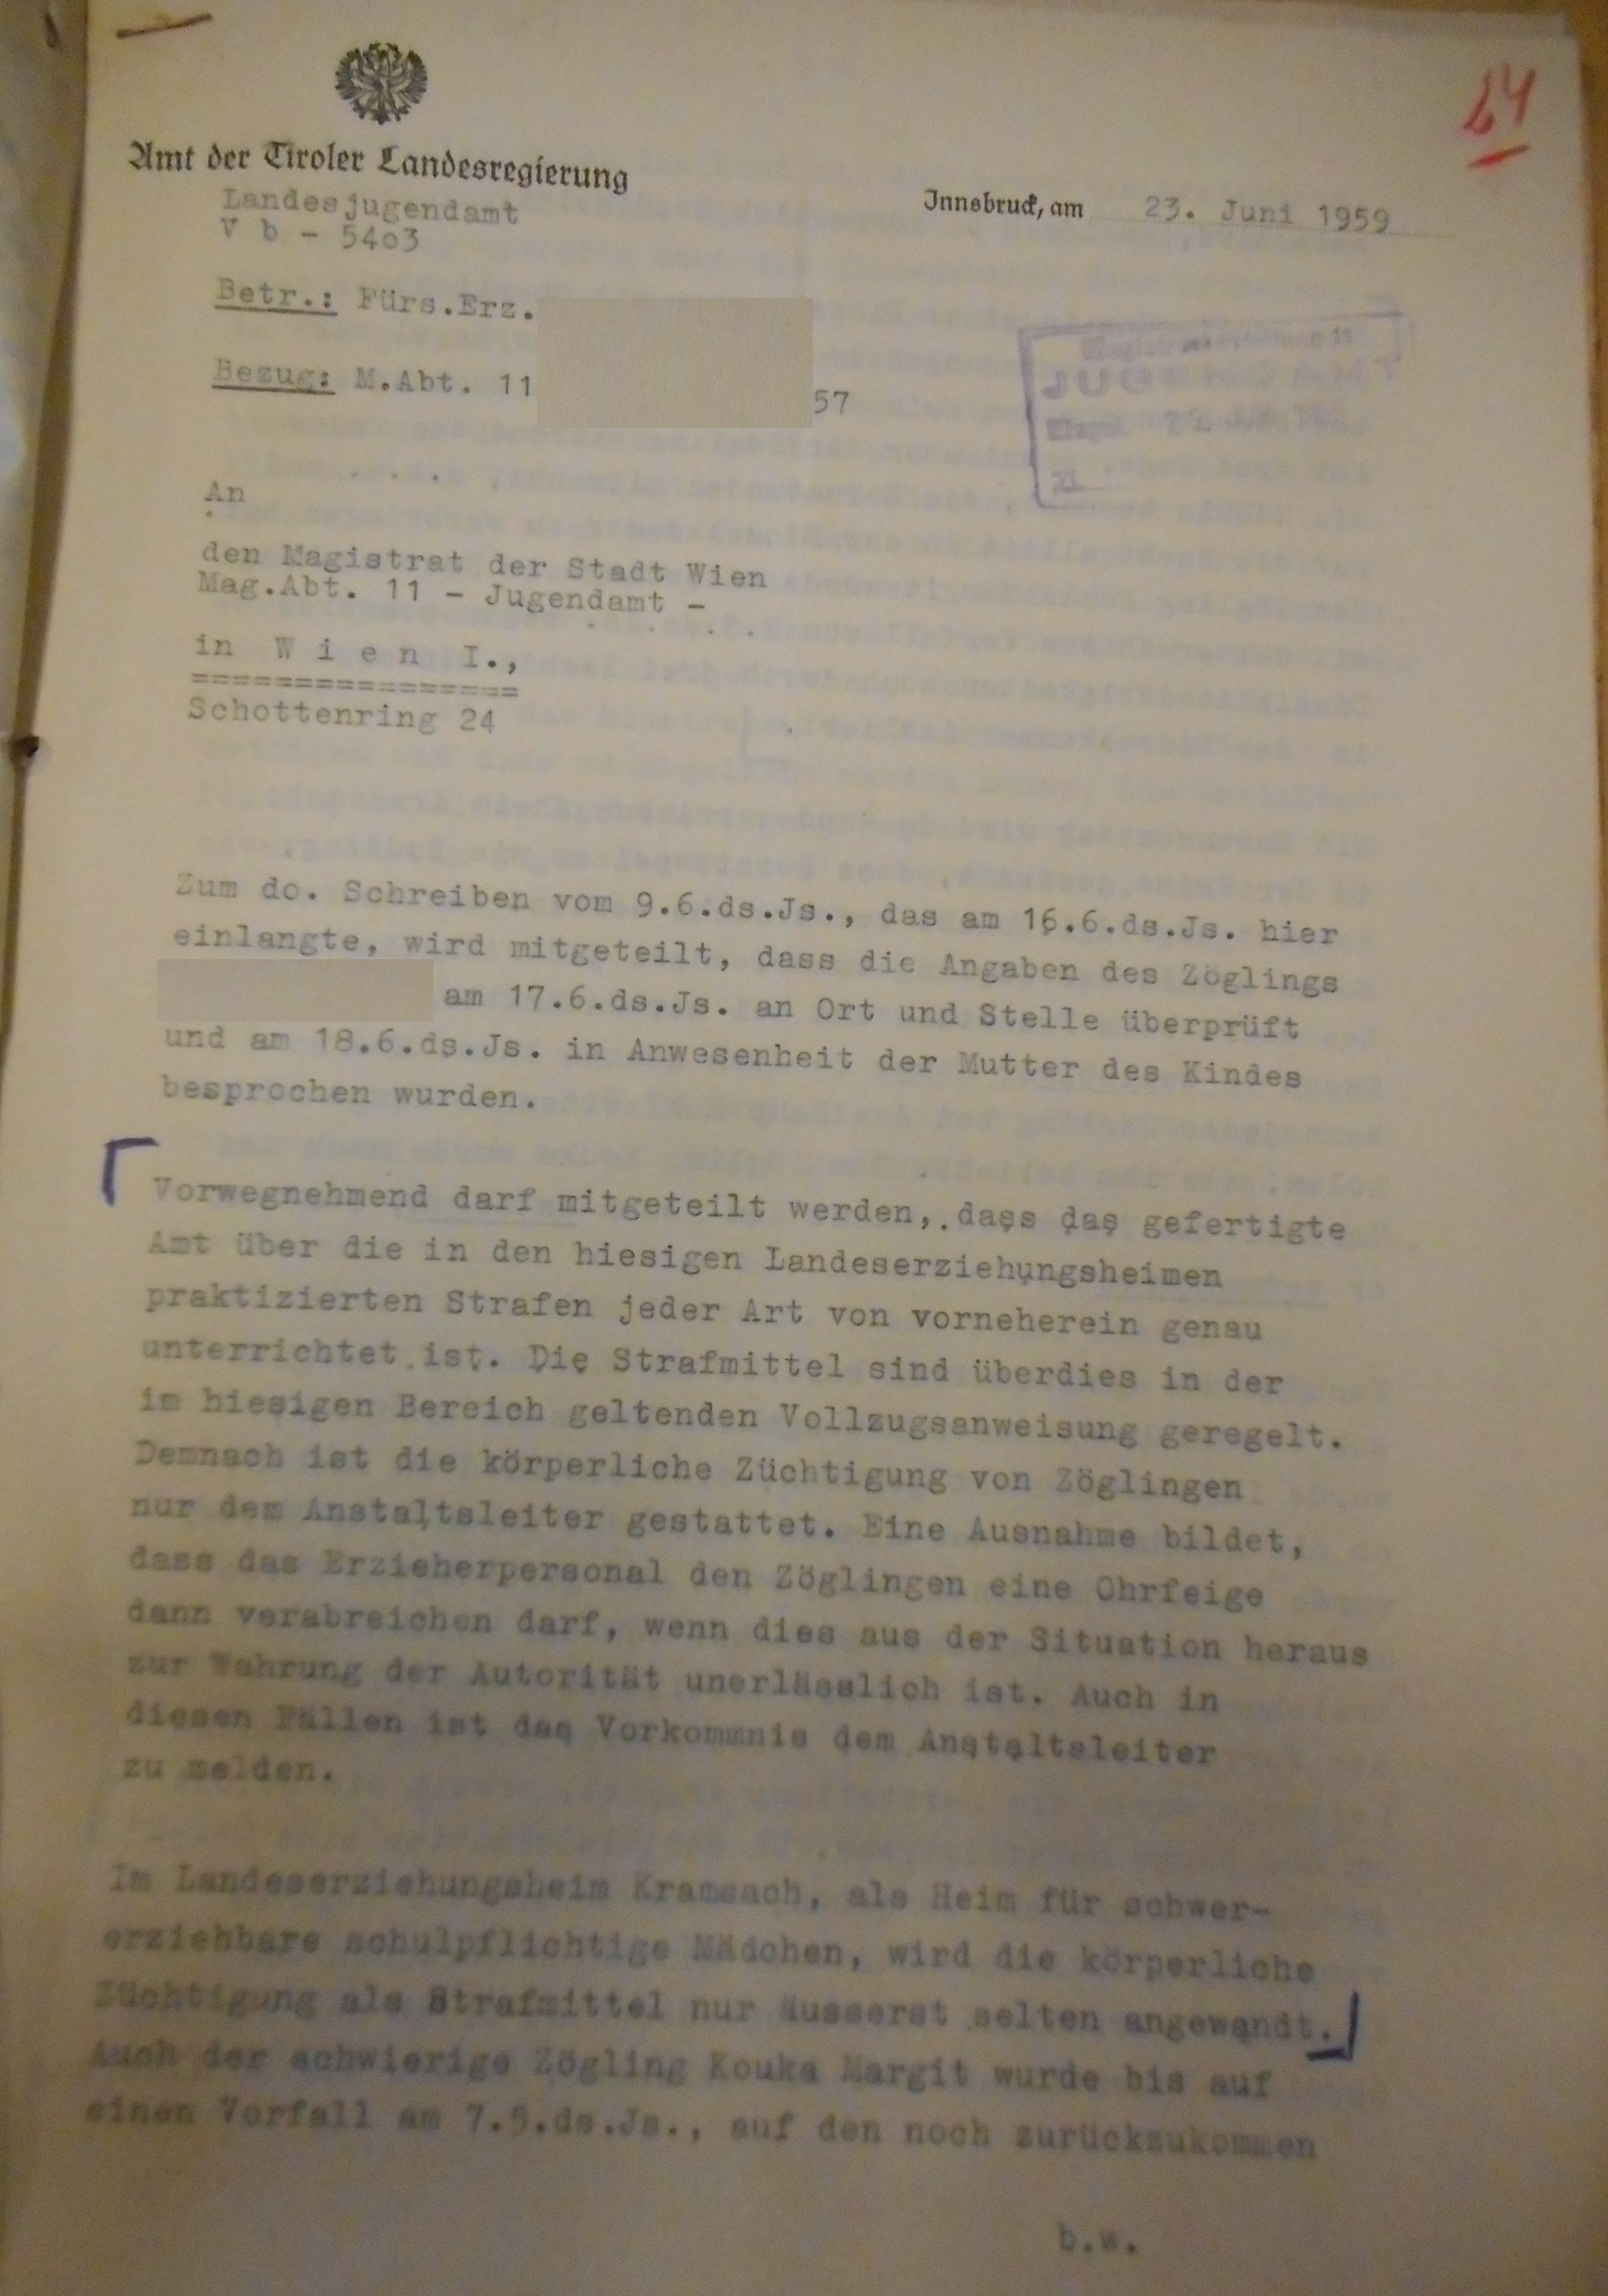 24
Amt der Tiroler Landesregierung
Landesjugendamt
V b - 54o3
Innsbruck, am 23. Juni 1959
Betr.: Fürs.Erz.
Bezug: M.Abt. 11 57
JUG
An
den Magistrat der Stadt Wien
Mag.Abt. 11 - Jugendamt -
in W i e n I.,
================
Schottenring 24
Zum do. Schreiben vom 9.6.ds.Js., das am 16.6.ds.Js. hier
einlangte, wird mitgeteilt, dass die Angaben des Zöglings
am 17.6.ds.Js. an Ort und Stelle überprüft
und am 18.6.ds.Js. in Anwesenheit der Mutter des Kindes
besprochen wurden.
Vorwegnehmend darf mitgeteilt werden, dass das gefertigte
Amt über die in den hiesigen Landeserziehungsheimen
praktizierten Strafen jeder Art von vorneherein genau
unterrichtet ist. Die Strafmittel sind überdies in der
im hiesigen Bereich geltenden Vollzugsanweisung geregelt.
Demnach ist die körperliche Züchtigung von Zöglingen
nur dem Anstaltsleiter gestattet. Eine Ausnahme bildet,
dass das Erzieherpersonal den Zöglingen eine Ohrfeige
dann verabreichen darf, wenn dies aus der Situation heraus
zur Wahrung der Autorität unerlässlich ist. Auch in
diesen Fällen ist das Vorkommnis dem Anstaltsleiter
zu melden.
Im Landeserziehungsheim Kramsach, als Heim für schwer-
erziehbare schulpflichtige Mädchen, wird die körperliche
Züchtigung als Strafmittel nur äusserst selten angewandt.
Auch der schwierige Zögling Kouka Margit wurde bis auf
einen Vorfall am 7.5.ds.Js., auf den noch zurückzukommen
b.w.